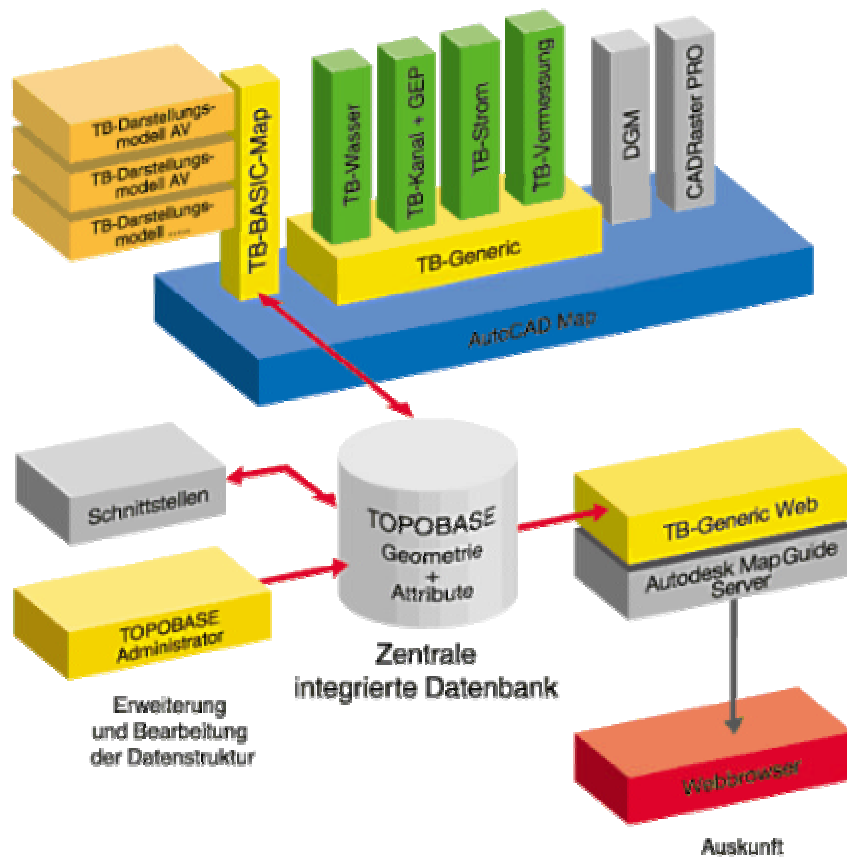 TB-Darstellungs-
modell AV
TB-Darstellungs-
modell AV
TB-Darstellungs-
modell .....
TB-BASIC-Map
TB-Wasser
TB-Kanal + GEP
TB-Strom
TB-Vermessung
DGM
CADRaster PRO
TB-Generic
AutoCAD Map
Schnittstellen
TOPOBASE
Administrator
Erweiterung
und Bearbeitung
der Datenstruktur
TOPOBASE
Geometrie
+
Attribute
Zentrale
integrierte Datenbank
TB-Generic Web
Autodesk MapGuide
Server
Webbrowser
Auskunft